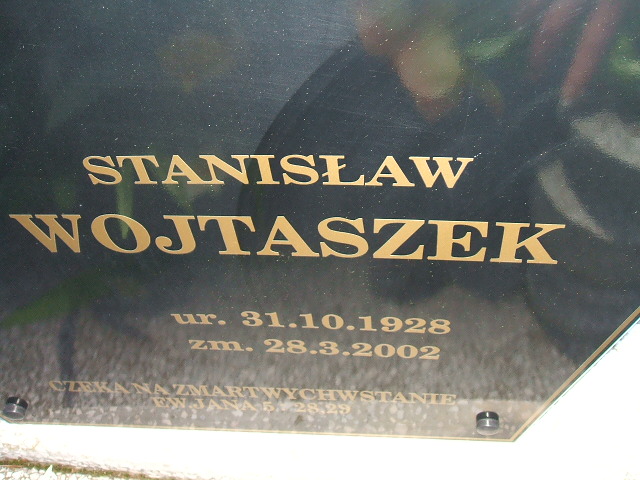 STANISŁAW
WOJTASZEK
ur. 31.10.1928
zm. 28.3.2002
CZEKA NA ZMARTWYCHWSTANIE
EW JANA 5, 28,29